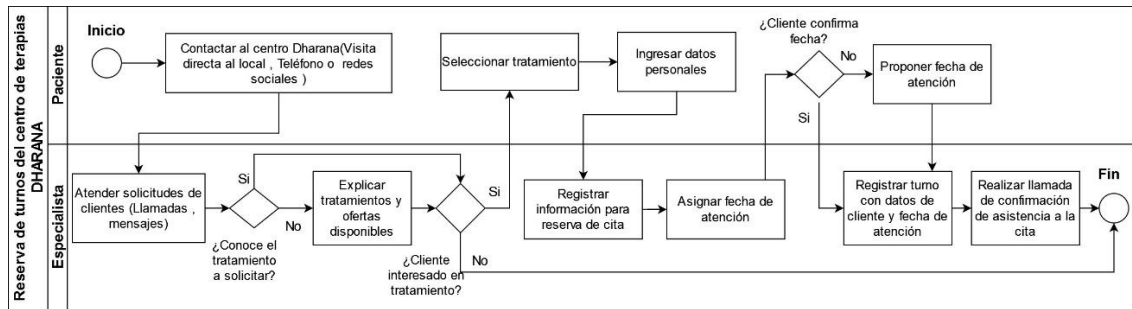 Reserva de turnos del centro de terapias
DHARANA
Paciente
Inicio
Contactar al centro Dharana(Visita
directa al local , Teléfono o redes
sociales )
Seleccionar tratamiento
Ingresar datos
personales
¿Cliente confirma
fecha?
No
Si
Proponer fecha de
atención
Especialista
Atender solicitudes de
clientes (Llamadas ,
mensajes)
Si
No
¿Conoce el
tratamiento
a solicitar?
Explicar
tratamientos y
ofertas
disponibles
Si
No
¿Cliente
interesado en
tratamiento?
Registrar
información para
reserva de cita
Asignar fecha de
atención
Registrar turno
con datos de
cliente y fecha de
atención
Realizar llamada
de confirmación
de asistencia a la
cita
Fin